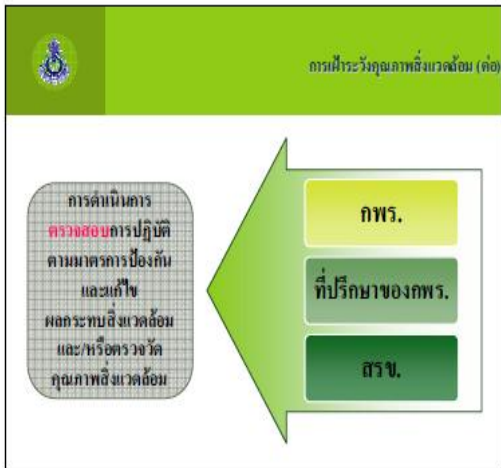 การเฝ้าระวังคุณภาพสิ่งแวดล้อม (ต่อ)
การดำเนินการ
ตรวจสอบการปฏิบัติ
ตามมาตรการป้องกัน
และแก้ไข
ผลกระทบสิ่งแวดล้อม
และ/หรือตรวจวัด
คุณภาพสิ่งแวดล้อม
กพร.
ที่ปรึกษาของกพร.
สรข.